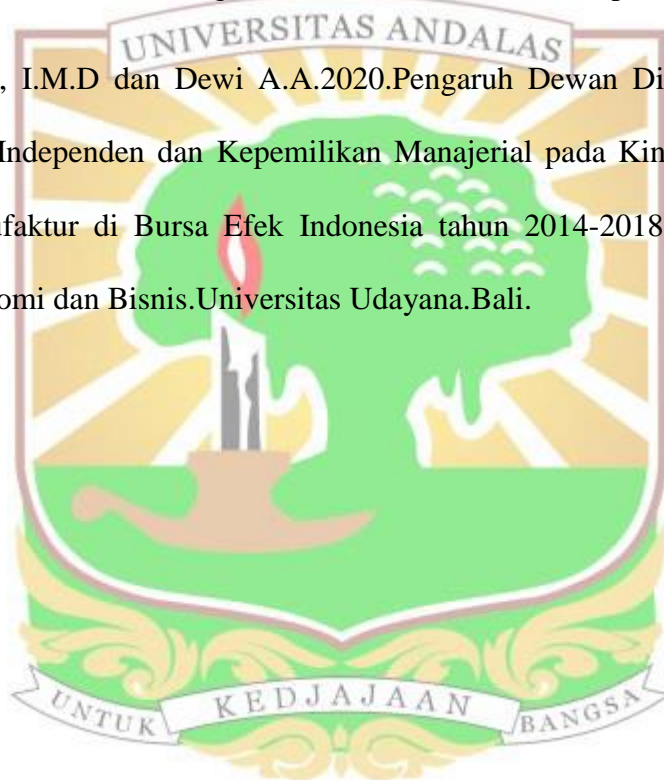 UNIVERSITAS ANDALAS
, I.M.D dan Dewi A.A.2020.Pengaruh Dewan Di
Independen dan Kepemilikan Manajerial pada Kin
faktur di Bursa Efek Indonesia tahun 2014-2018
omi dan Bisnis.Universitas Udayana.Bali.
UNTUK KEDJAJAAN BANGSA